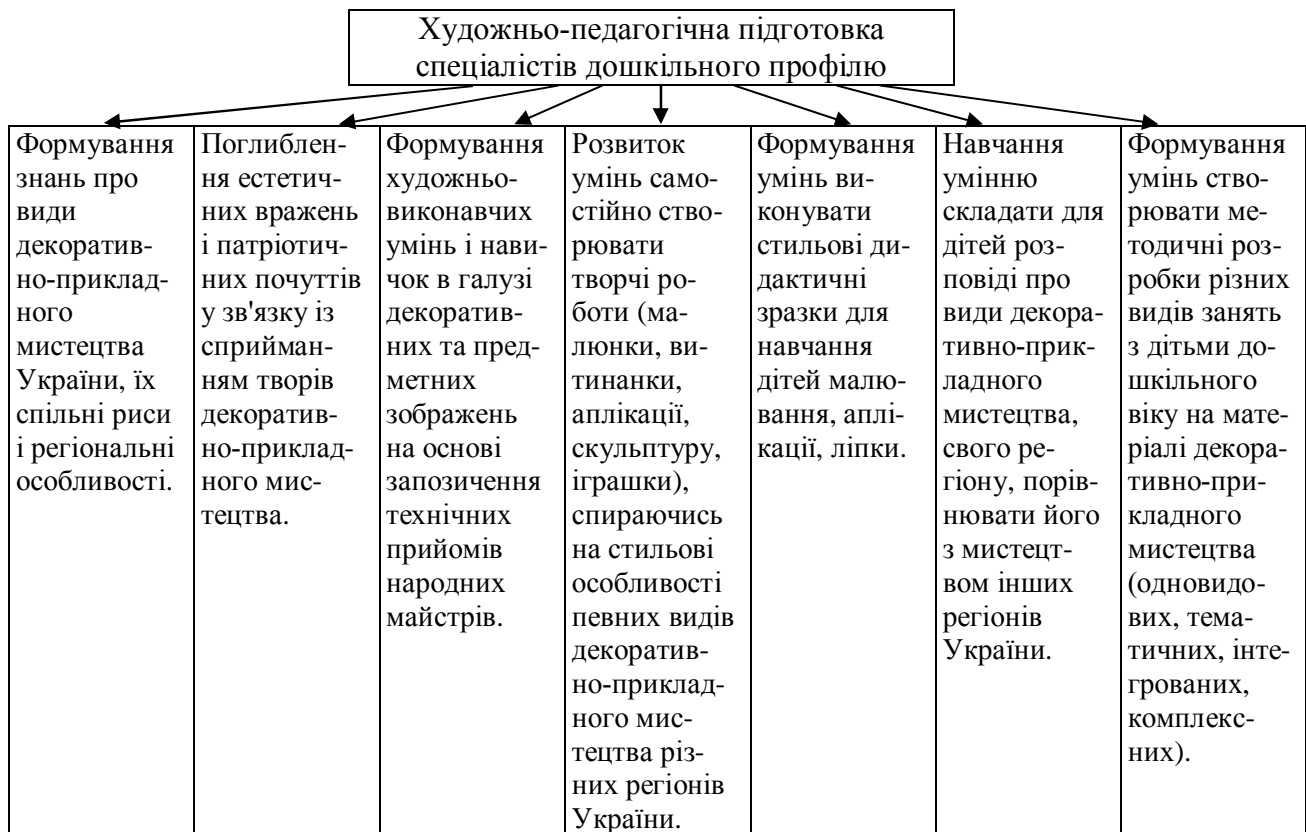 Художньо-педагогічна підготовка
спеціалістів дошкільного профілю
Формування
знань про
види
декоратив-
но-приклад-
ного
мистецтва
України, їх
спільні риси
і регіональні
особливості.
Поглиблен-
ня естетич-
них вражень
і патріотич-
них почуттів
у зв'язку із
сприйман-
ням творів
декоратив-
но-приклад-
ного мис-
тецтва.
Формування
художньо-
виконавчих
умінь і нави-
чок в галузі
декоратив-
них та пред-
метних
зображень
на основі
запозичення
технічних
прийомів
народних
майстрів.
Розвиток
умінь само-
стійно ство-
рювати
творчі ро-
боти (ма-
люнки, ви-
тинанки,
аплікації,
скульптуру,
іграшки),
спираючись
на стильові
особливості
певних видів
декоратив-
но-приклад-
ного мис-
тецтва різ-
них регіонів
України.
Формування
умінь ви-
конувати
стильові ди-
дактичні
зразки для
навчання
дітей малю-
вання, аплі-
кації, ліпки.
Навчання
умінню
складати для
дітей роз-
повіді про
види декора-
тивно-прик-
ладного
мистецтва,
свого ре-
гіону, порів-
нювати його
з мистецт-
вом інших
регіонів
України.
Формування
умінь ство-
рювати ме-
тодичні роз-
робки різних
видів занять
з дітьми до-
шкільного
віку на мате-
ріалі декора-
тивно-при-
кладного
мистецтва
(одновидо-
вих, тема-
тичних, інте-
грованих,
комплекс-
них).